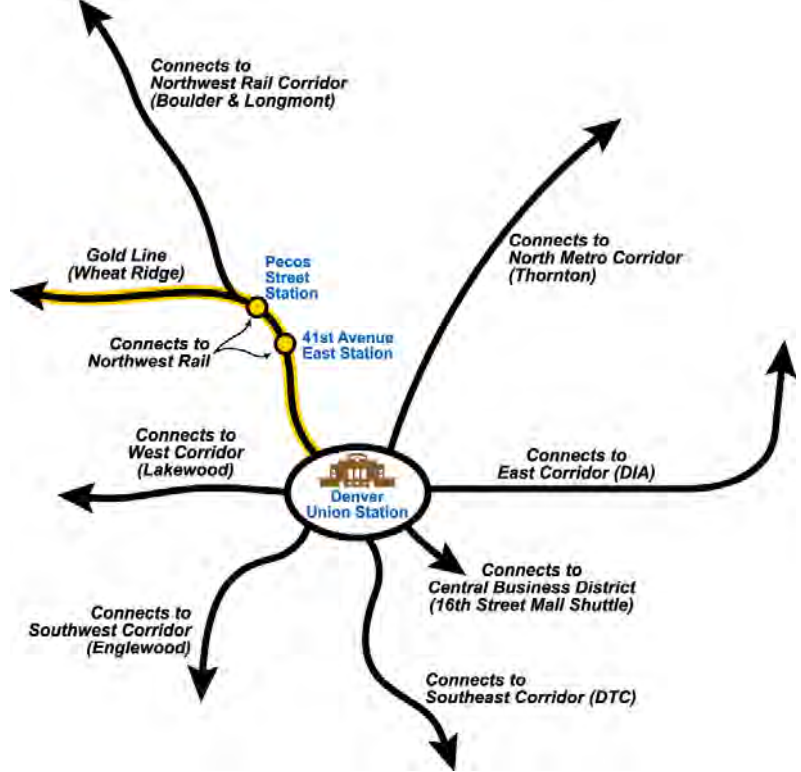 Connects to
Northwest Rail Corridor
(Boulder & Longmont)
Connects to
North Metro Corridor
(Thornton)
Gold Line
(Wheat Ridge)
Pecos
Street
Station
Connects to
Northwest Rail
41st Avenue
East Station
Connects to
West Corridor
(Lakewood)
Connects to
East Corridor (DIA)
Denver
Union Station
Connects to
Central Business District
(16th Street Mall Shuttle)
Connects to
Southwest Corridor
(Englewood)
Connects to
Southeast Corridor (DTC)